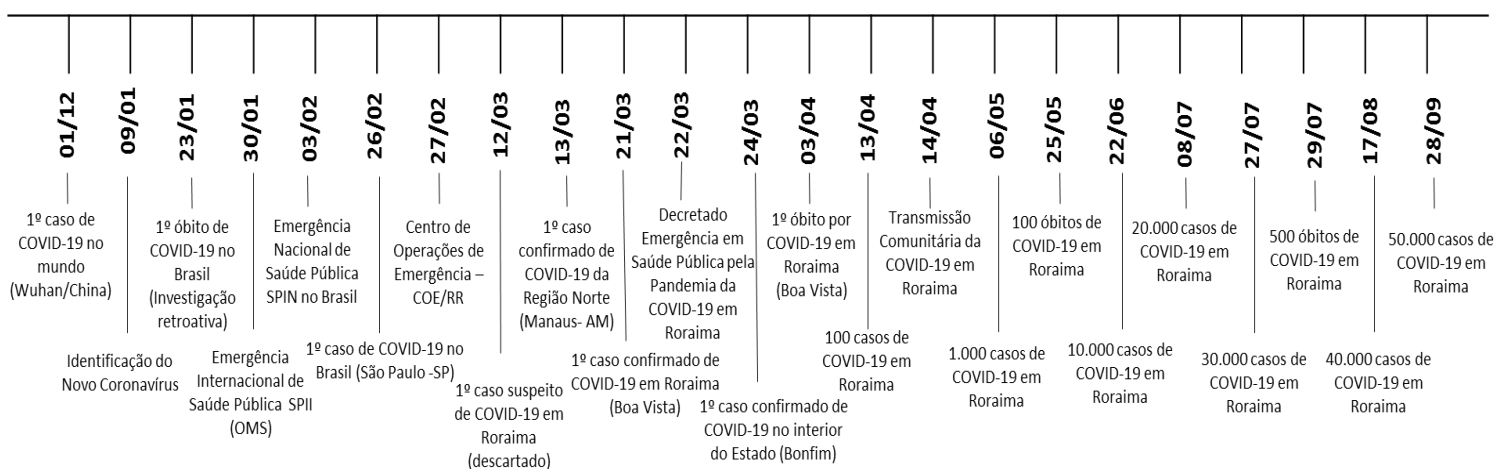 01/12
09/01
23/01
30/01
03/02
26/02
27/02
12/03
13/03
21/03
22/03
24/03
03/04
13/04
14/04
06/05
25/05
22/06
08/07
27/07
29/07
17/08
28/09
1º caso de
COVID-19 no
mundo
(Wuhan/China)
Identificação do
Novo Coronavírus
1º óbito de
COVID-19 no
Brasil
(Investigação
retroativa)
Emergência
Internacional de
Saúde Pública SPII
(OMS)
Emergência
Nacional de
Saúde Pública
SPIN no Brasil
1º caso de COVID-19 no
Brasil (São Paulo -SP)
Centro de
Operações de
Emergência –
COE/RR
1º caso suspeito
de COVID-19 em
Roraima
(descartado)
1º caso
confirmado de
COVID-19 da
Região Norte
(Manaus- AM)
1º caso confirmado de
COVID-19 em Roraima
(Boa Vista)
Decretado
Emergência em
Saúde Pública pela
Pandemia da
COVID-19 em
Roraima
1º caso confirmado de
COVID-19 no interior
do Estado (Bonfim)
1º óbito por
COVID-19 em
Roraima
(Boa Vista)
100 casos de
COVID-19 em
Roraima
Transmissão
Comunitária da
COVID-19 em
Roraima
1.000 casos de
COVID-19 em
Roraima
100 óbitos de
COVID-19 em
Roraima
10.000 casos de
COVID-19 em
Roraima
20.000 casos de
COVID-19 em
Roraima
30.000 casos de
COVID-19 em
Roraima
500 óbitos de
COVID-19 em
Roraima
40.000 casos de
COVID-19 em
Roraima
50.000 casos de
COVID-19 em
Roraima